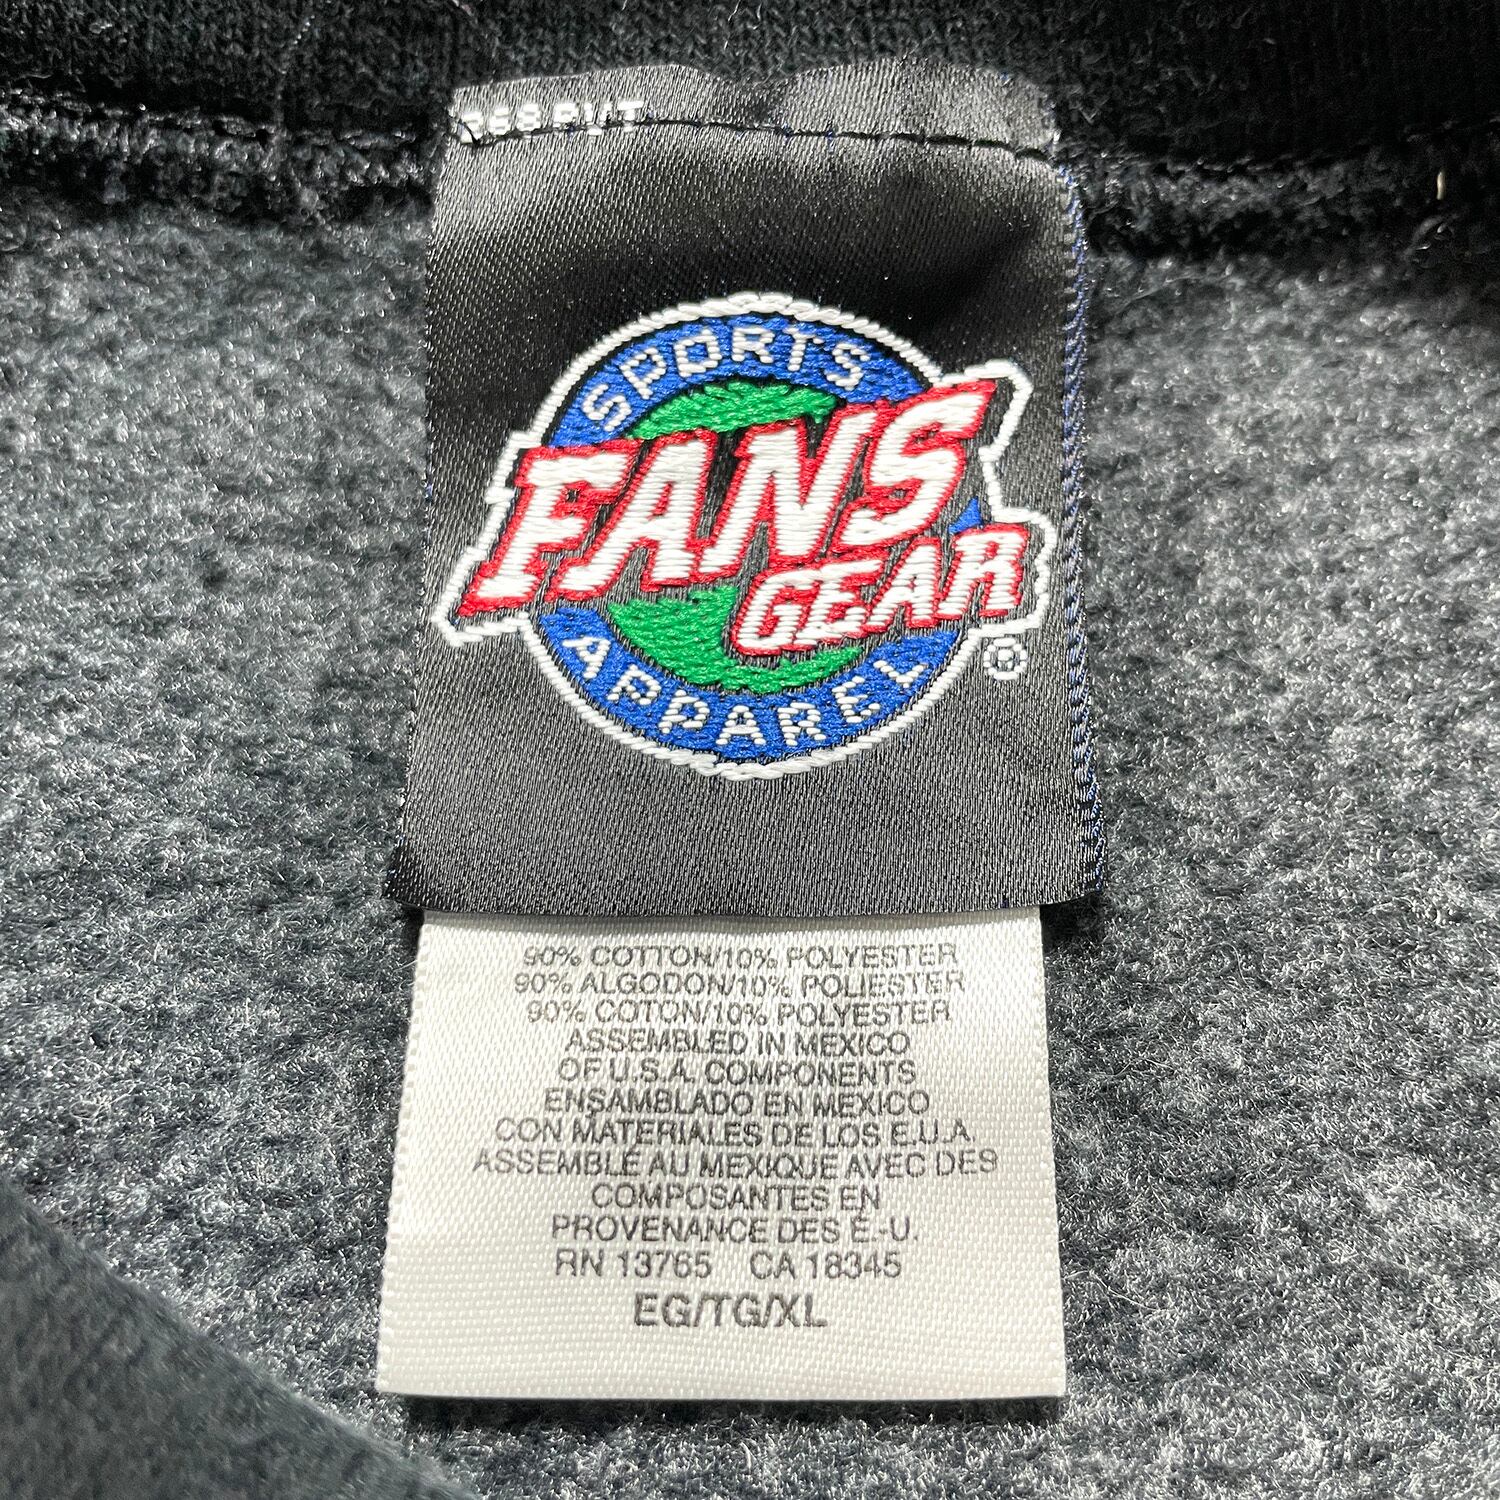 SPORTS
FANS
GEAR
®
APPAREL
90% COTTON/10% POLYESTER
90% ALGODON/10% POLIESTER
90% COTON/10% POLYESTER
ASSEMBLED IN MEXICO
OF U.S.A. COMPONENTS
ENSAMBLADO EN MEXICO
CON MATERIALES DE LOS E.U.A.
ASSEMBLÉ AU MEXIQUE AVEC DES
COMPOSANTES EN
PROVENANCE DES É.-U.
RN 13765 CA 18345
EG/TG/XL